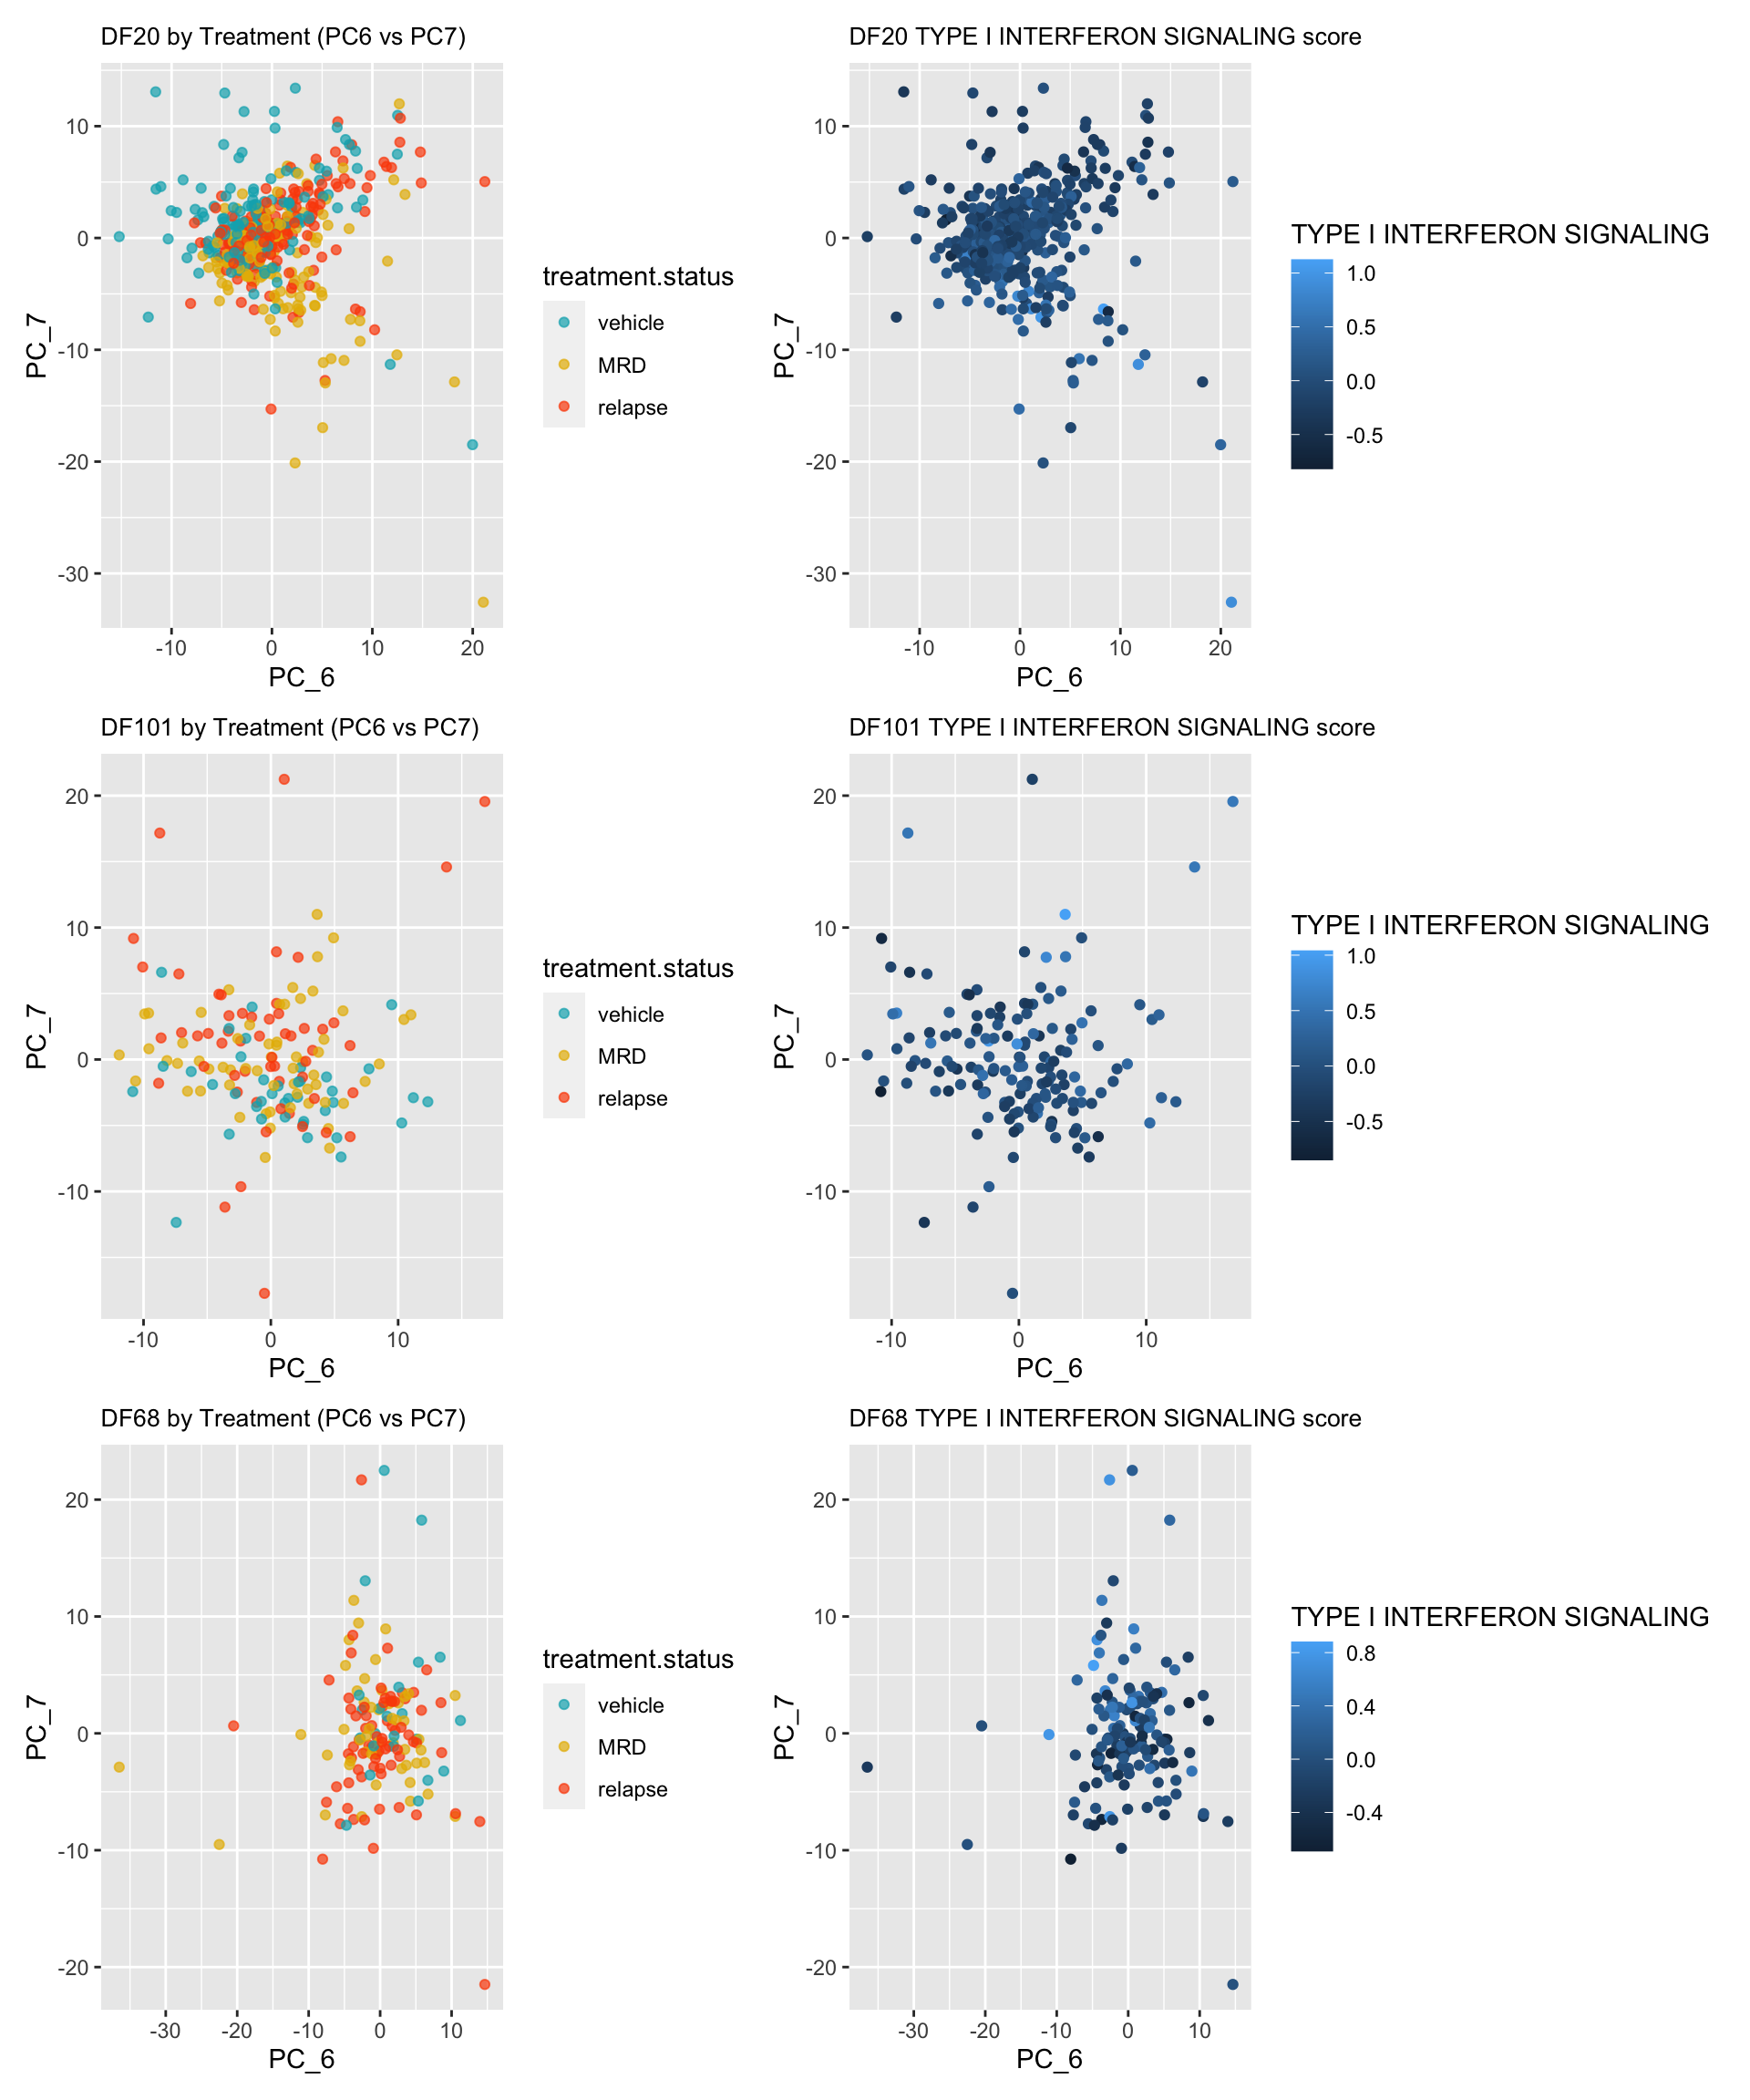 DF20 by Treatment (PC6 vs PC7)
10
0
-10
-20
-30
PC_7
-10 0 10 20
PC_6
treatment.status
vehicle
MRD
relapse
DF20 TYPE I INTERFERON SIGNALING score
10
0
-10
-20
-30
PC_7
-10 0 10 20
PC_6
TYPE I INTERFERON SIGNALING
1.0
0.5
0.0
-0.5
DF101 by Treatment (PC6 vs PC7)
20
10
0
-10
PC_7
-10 0 10
PC_6
treatment.status
vehicle
MRD
relapse
DF101 TYPE I INTERFERON SIGNALING score
20
10
0
-10
PC_7
-10 0 10
PC_6
TYPE I INTERFERON SIGNALING
1.0
0.5
0.0
-0.5
DF68 by Treatment (PC6 vs PC7)
20
10
0
-10
-20
PC_7
-30 -20 -10 0 10
PC_6
treatment.status
vehicle
MRD
relapse
DF68 TYPE I INTERFERON SIGNALING score
20
10
0
-10
-20
PC_7
-30 -20 -10 0 10
PC_6
TYPE I INTERFERON SIGNALING
0.8
0.4
0.0
-0.4